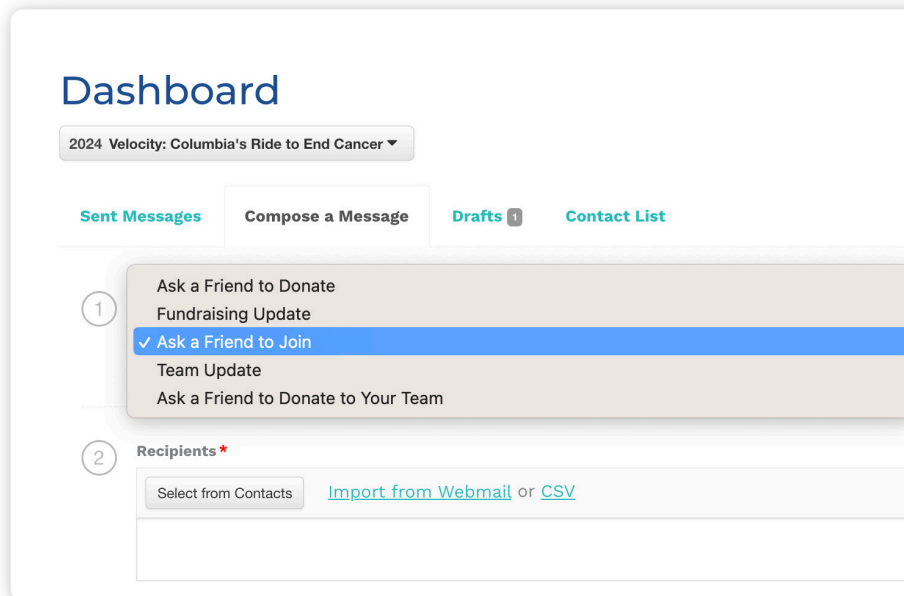 Dashboard
2024 Velocity: Columbia's Ride to End Cancer
Sent Messages Compose a Message Drafts 1 Contact List
1
Ask a Friend to Donate
Fundraising Update
✓ Ask a Friend to Join
Team Update
Ask a Friend to Donate to Your Team
2 Recipients*
Select from Contacts Import from Webmail or CSV